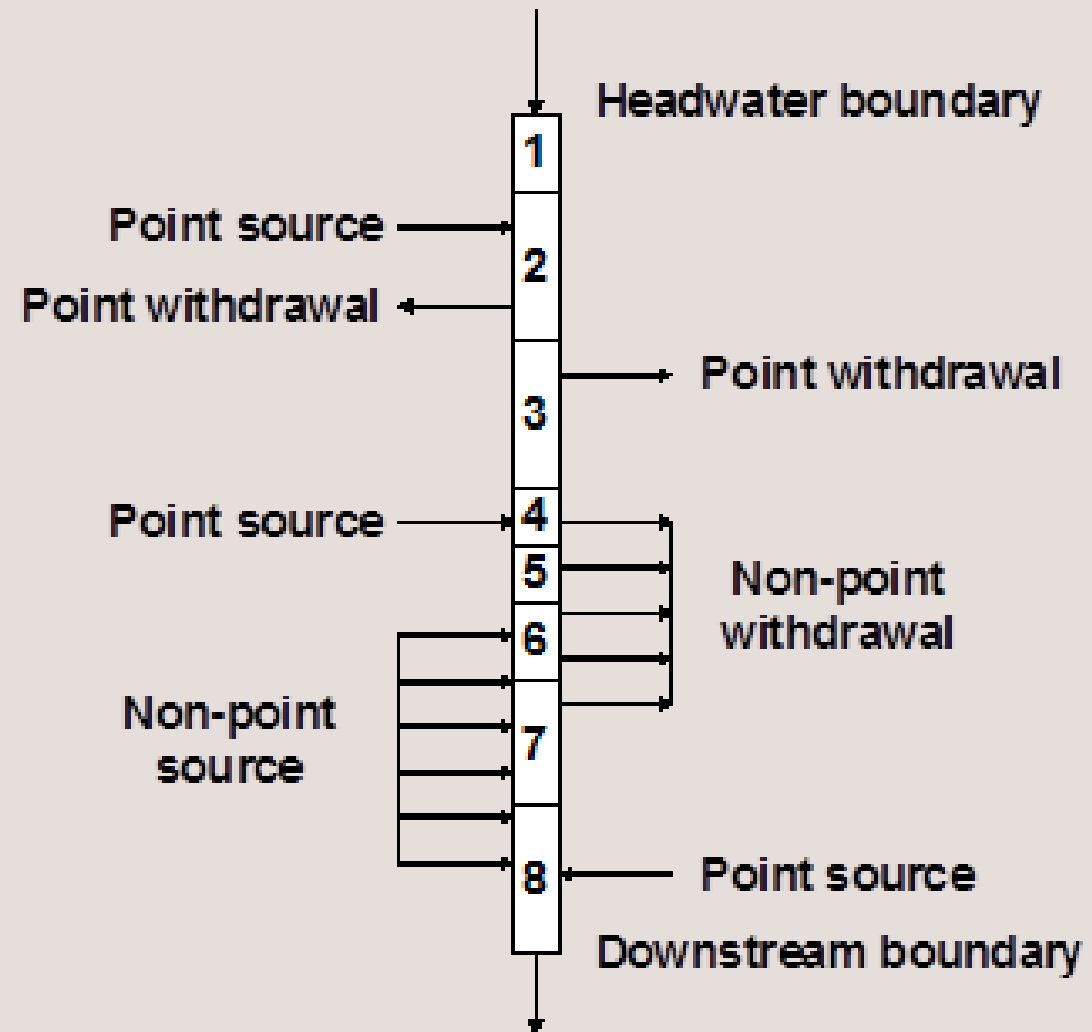 Headwater boundary
1
Point source
2
Point withdrawal
Point withdrawal
3
Point source
4
5
Non-point
withdrawal
6
Non-point
source
7
8
Point source
Downstream boundary